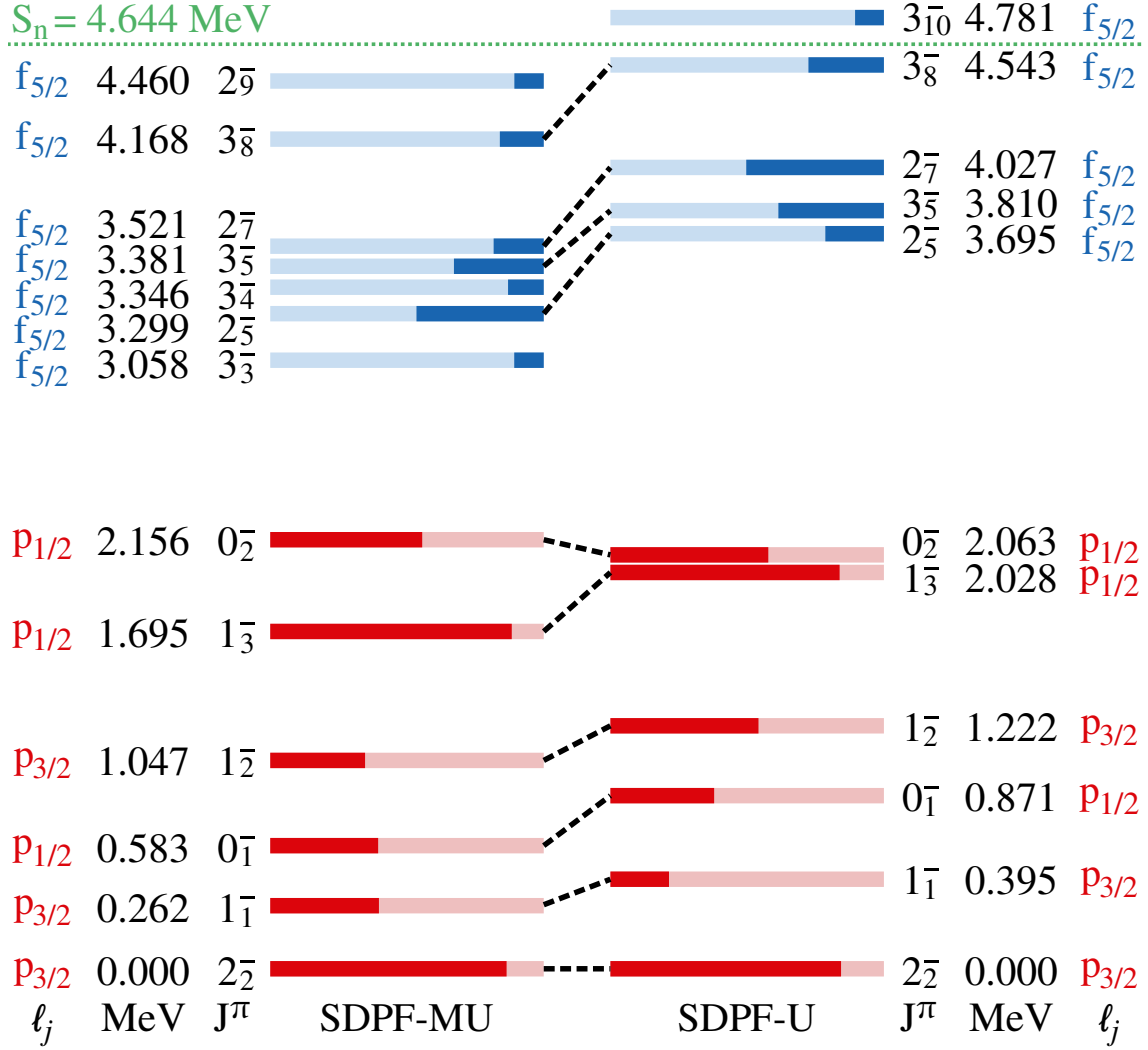 Sₙ = 4.644 MeV
3⁻₁₀ 4.781 f₅/₂
3⁻₈ 4.543 f₅/₂
f₅/₂ 4.460 2⁻₉
f₅/₂ 4.168 3⁻₈
2⁻₇ 4.027 f₅/₂
3⁻₅ 3.810 f₅/₂
2⁻₅ 3.695 f₅/₂
f₅/₂ 3.521 2⁻₇
f₅/₂ 3.381 3⁻₅
f₅/₂ 3.346 3⁻₄
f₅/₂ 3.299 2⁻₅
f₅/₂ 3.058 3⁻₃
p₁/₂ 2.156 0⁻₂
0⁻₂ 2.063 p₁/₂
1⁻₃ 2.028 p₁/₂
p₁/₂ 1.695 1⁻₃
1⁻₂ 1.222 p₃/₂
p₃/₂ 1.047 1⁻₂
0⁻₁ 0.871 p₁/₂
p₁/₂ 0.583 0⁻₁
1⁻₁ 0.395 p₃/₂
p₃/₂ 0.262 1⁻₁
p₃/₂ 0.000 2⁻₂ 2⁻₂ 0.000 p₃/₂
ℓⱼ MeV J^π SDPF-MU SDPF-U J^π MeV ℓⱼ